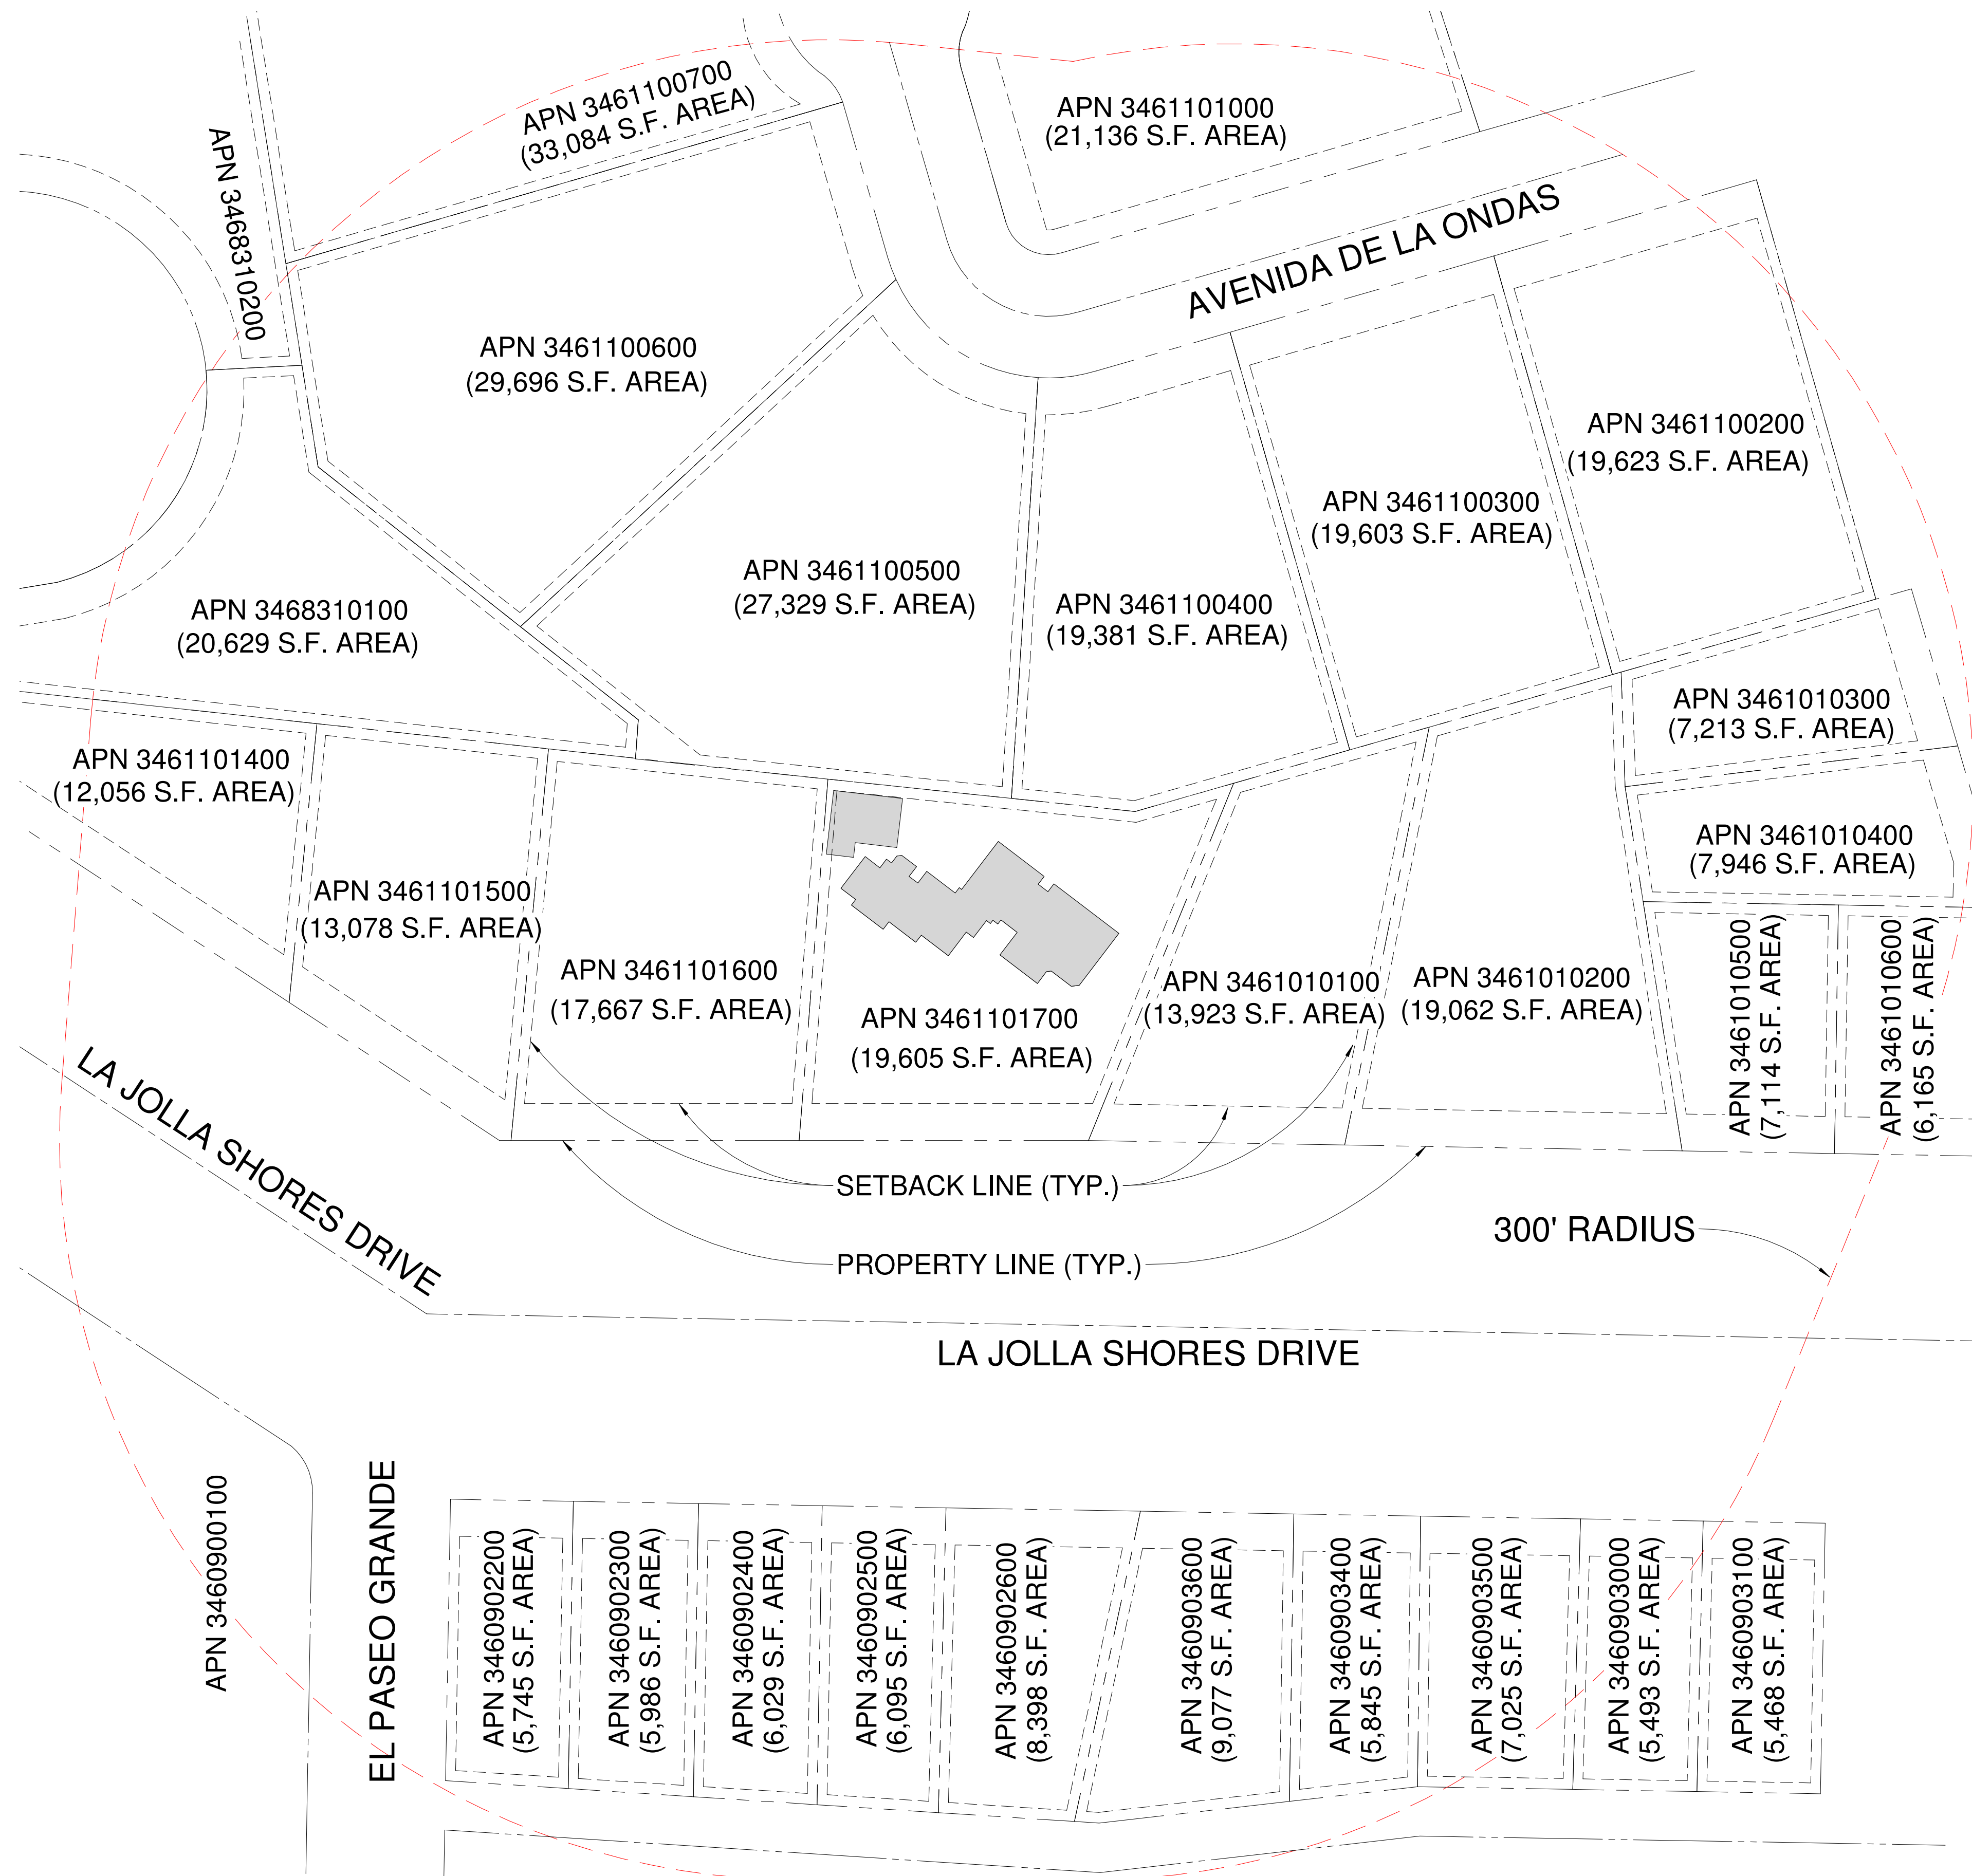 APN 3461100700
(33,084 S.F. AREA)
APN 3461101000
(21,136 S.F. AREA)
APN 3468310200
AVENIDA DE LA ONDAS
APN 3461100600
(29,696 S.F. AREA)
APN 3461100200
(19,623 S.F. AREA)
APN 3461100300
(19,603 S.F. AREA)
APN 3461100500
(27,329 S.F. AREA)
APN 3461100400
(19,381 S.F. AREA)
APN 3468310100
(20,629 S.F. AREA)
APN 3461010300
(7,213 S.F. AREA)
APN 3461101400
(12,056 S.F. AREA)
APN 3461010400
(7,946 S.F. AREA)
APN 3461101500
(13,078 S.F. AREA)
APN 3461101600
(17,667 S.F. AREA)
APN 3461101700
(19,605 S.F. AREA)
APN 3461010100
(13,923 S.F. AREA)
APN 3461010200
(19,062 S.F. AREA)
APN 3461010500
(7,114 S.F. AREA)
APN 3461010600
(6,165 S.F. AREA)
LA JOLLA SHORES DRIVE
SETBACK LINE (TYP.)
300' RADIUS
PROPERTY LINE (TYP.)
LA JOLLA SHORES DRIVE
APN 3460900100
EL PASEO GRANDE
APN 3460902200
(5,745 S.F. AREA)
APN 3460902300
(5,986 S.F. AREA)
APN 3460902400
(6,029 S.F. AREA)
APN 3460902500
(6,095 S.F. AREA)
APN 3460902600
(8,398 S.F. AREA)
APN 3460903600
(9,077 S.F. AREA)
APN 3460903400
(5,845 S.F. AREA)
APN 3460903500
(7,025 S.F. AREA)
APN 3460903000
(5,493 S.F. AREA)
APN 3460903100
(5,468 S.F. AREA)